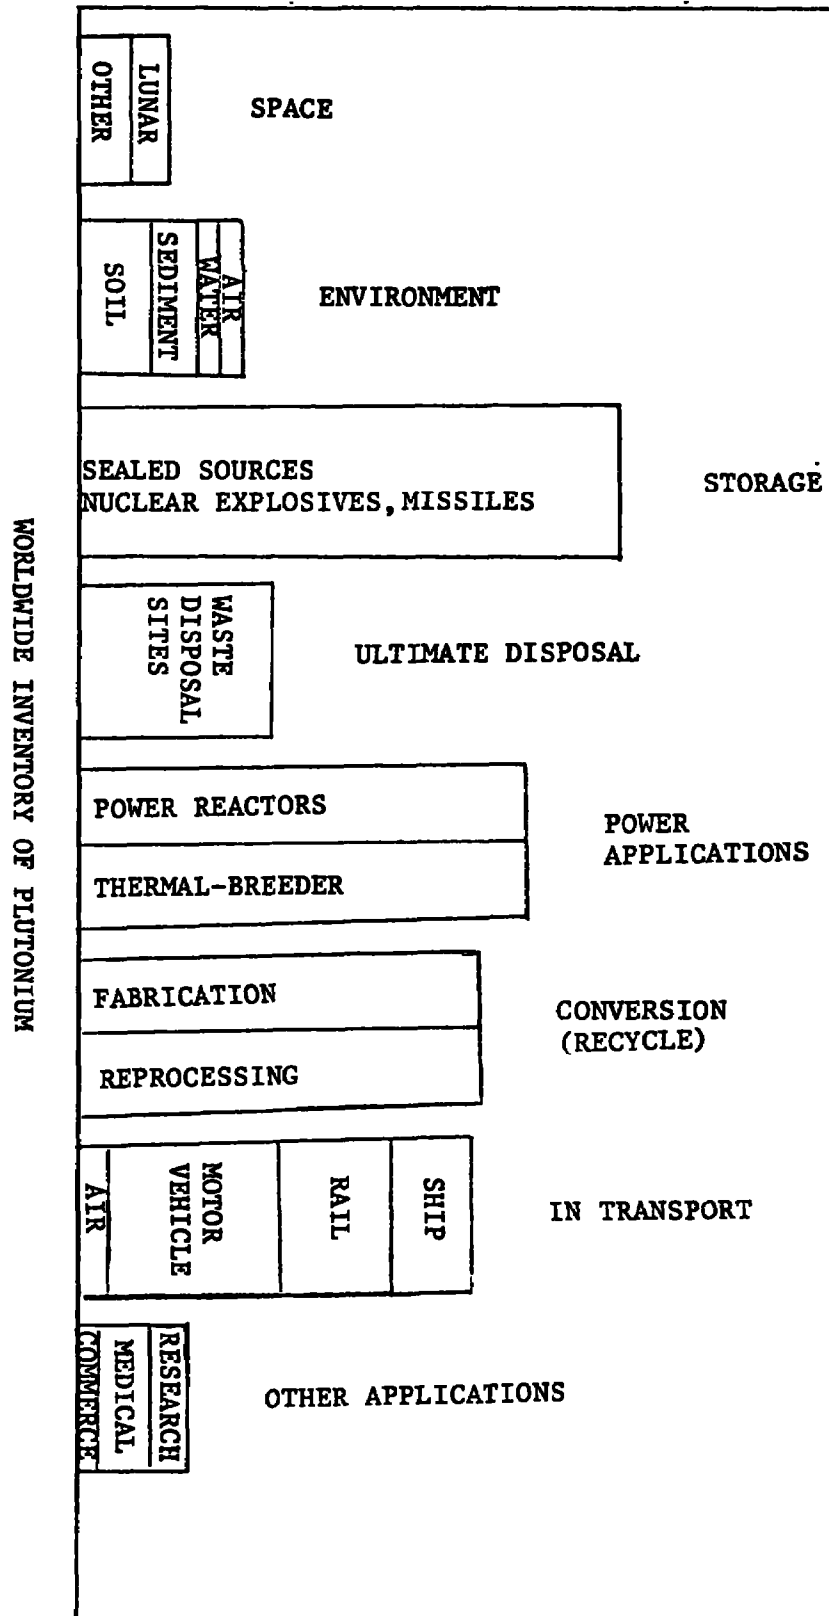 LUNAR
OTHER
SPACE
AIR
WATER
SEDIMENT
SOIL
ENVIRONMENT
SEALED SOURCES
NUCLEAR EXPLOSIVES, MISSILES
STORAGE
WASTE
DISPOSAL
SITES
ULTIMATE DISPOSAL
POWER REACTORS
THERMAL-BREEDER
POWER
APPLICATIONS
FABRICATION
REPROCESSING
CONVERSION
(RECYCLE)
SHIP
RAIL
MOTOR
VEHICLE
AIR
IN TRANSPORT
RESEARCH
MEDICAL
COMMERCE
OTHER APPLICATIONS
WORLDWIDE INVENTORY OF PLUTONIUM